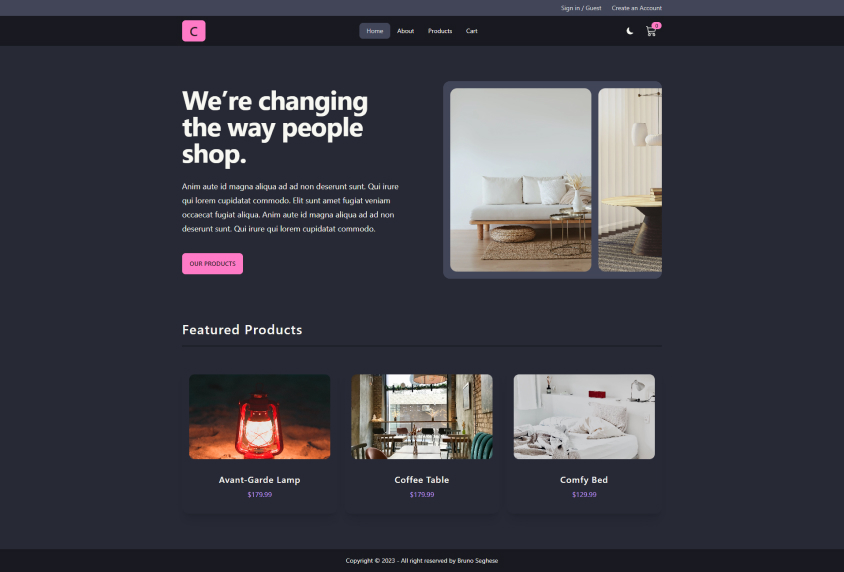 Sign in / Guest Create an Account
C
Home About Products Cart
0
We're changing
the way people
shop.
Anim aute id magna aliqua ad ad non deserunt sunt. Qui irure
qui lorem cupidatat commodo. Elit sunt amet fugiat veniam
occaecat fugiat aliqua. Anim aute id magna aliqua ad ad non
deserunt sunt. Qui irure qui lorem cupidatat commodo.
OUR PRODUCTS
Featured Products
Avant-Garde Lamp
$179.99
Coffee Table
$179.99
Comfy Bed
$129.99
Copyright © 2023 - All right reserved by Bruno Seghese